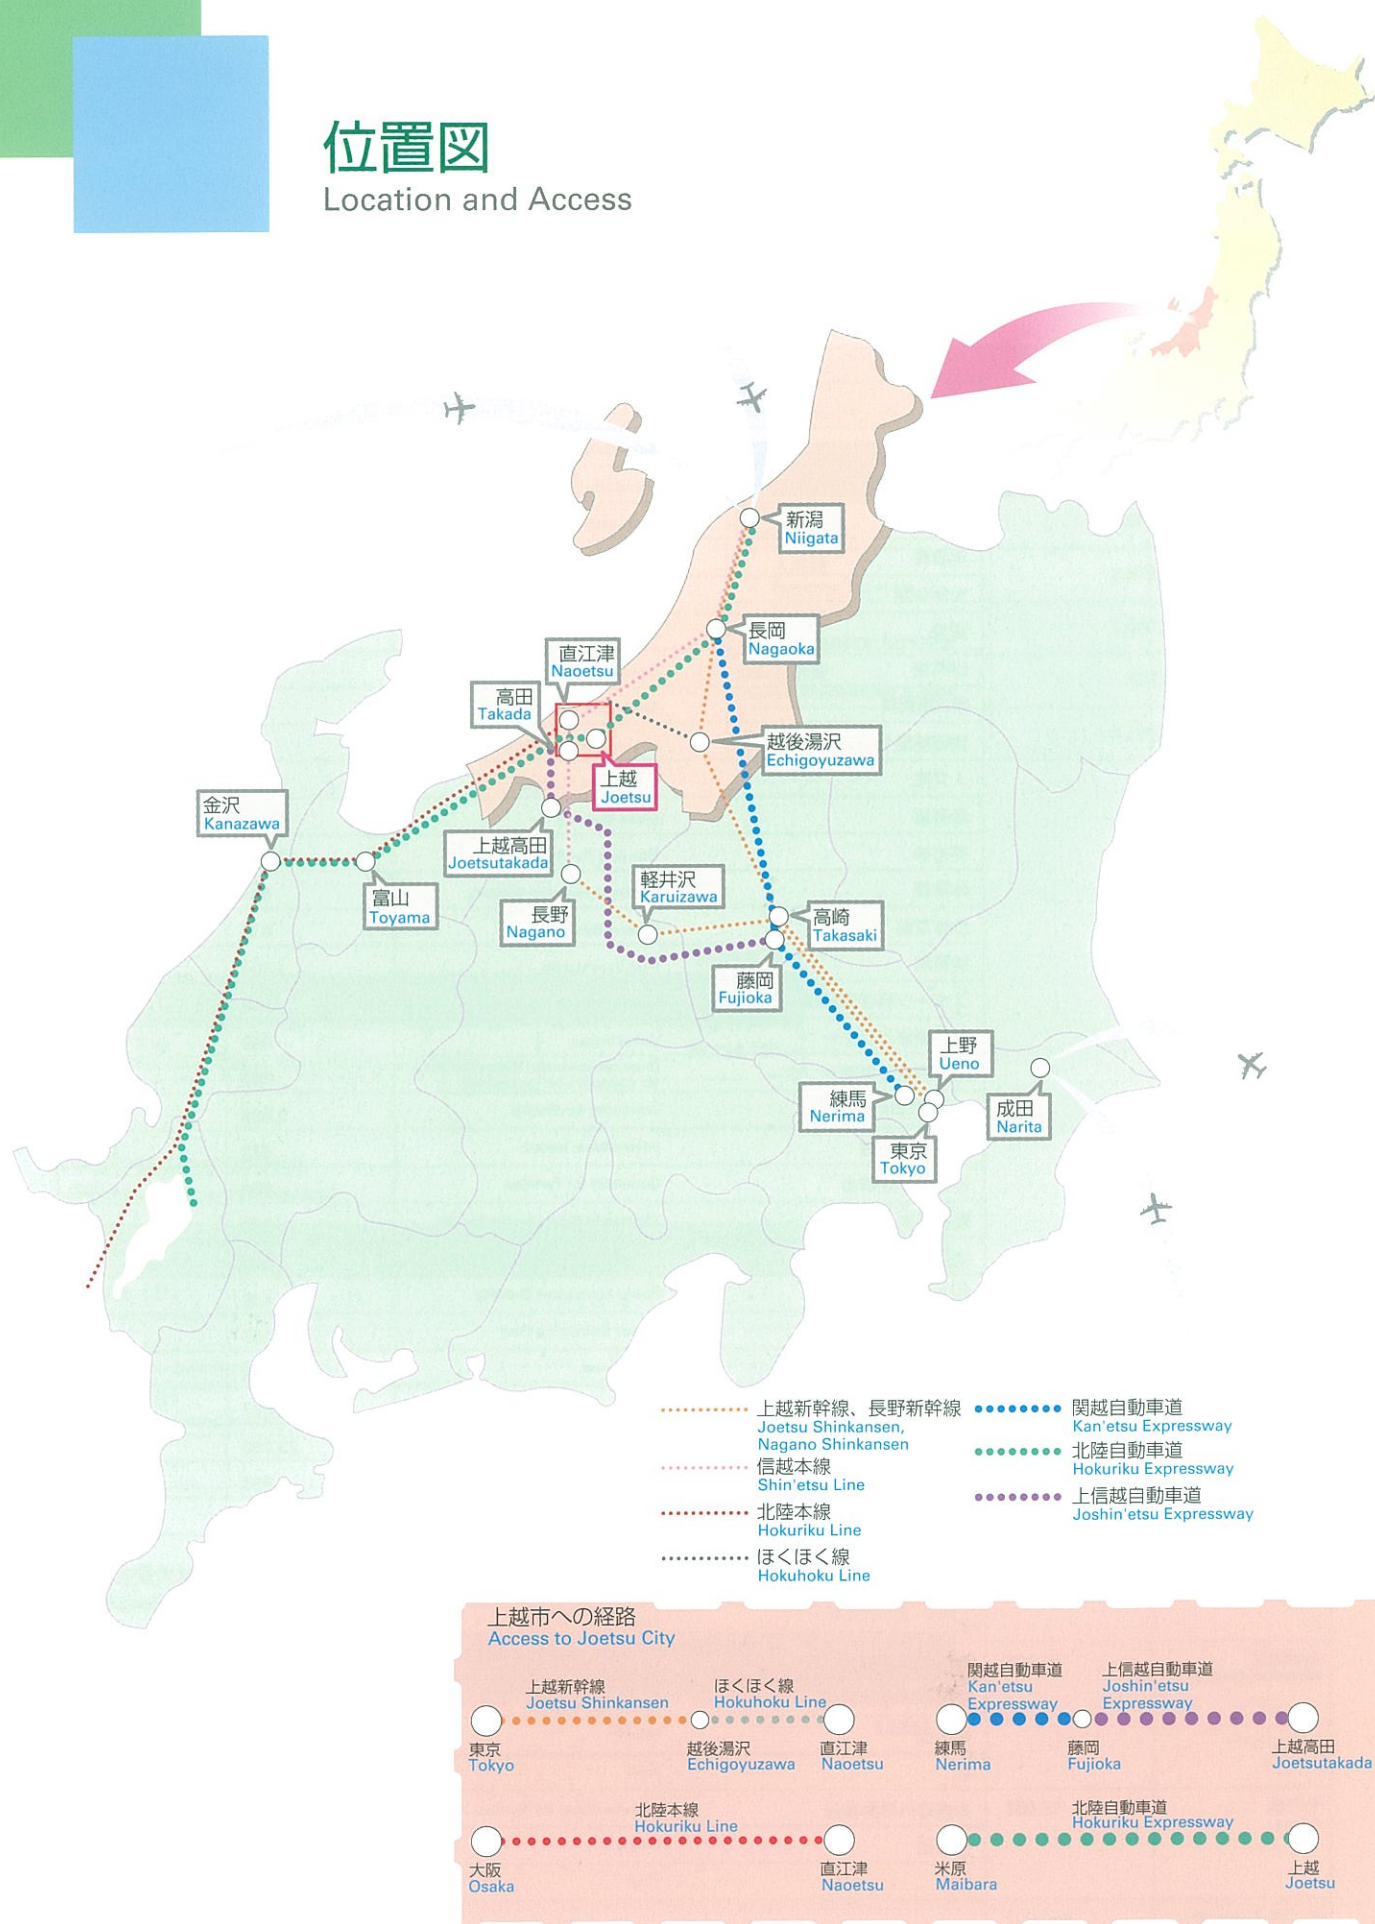 位置図
Location and Access
新潟
Niigata
長岡
Nagaoka
直江津
Naoetsu
高田
Takada
越後湯沢
Echigoyuzawa
上越
Joetsu
金沢
Kanazawa
上越高田
Joetsutakada
富山
Toyama
軽井沢
Karuizawa
長野
Nagano
高崎
Takasaki
藤岡
Fujioka
上野
Ueno
練馬
Nerima
成田
Narita
東京
Tokyo
上越新幹線、長野新幹線
Joetsu Shinkansen,
Nagano Shinkansen
信越本線
Shin'etsu Line
北陸本線
Hokuriku Line
ほくほく線
Hokuhoku Line
関越自動車道
Kan'etsu Expressway
北陸自動車道
Hokuriku Expressway
上信越自動車道
Joshin'etsu Expressway
上越市への経路
Access to Joetsu City
上越新幹線
Joetsu Shinkansen
ほくほく線
Hokuhoku Line
東京
Tokyo
越後湯沢
Echigoyuzawa
直江津
Naoetsu
関越自動車道
Kan'etsu
Expressway
上信越自動車道
Joshin'etsu
Expressway
練馬
Nerima
藤岡
Fujioka
上越高田
Joetsutakada
北陸本線
Hokuriku Line
大阪
Osaka
直江津
Naoetsu
北陸自動車道
Hokuriku Expressway
米原
Maibara
上越
Joetsu